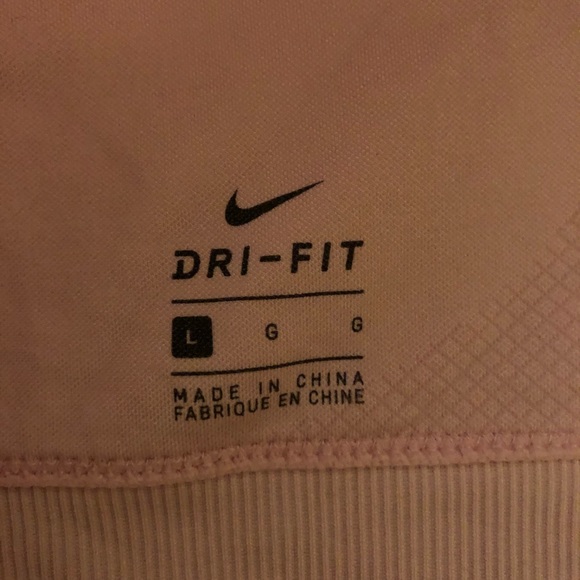 DRI-FIT
L G G
MADE IN CHINA
FABRIQUE EN CHINE